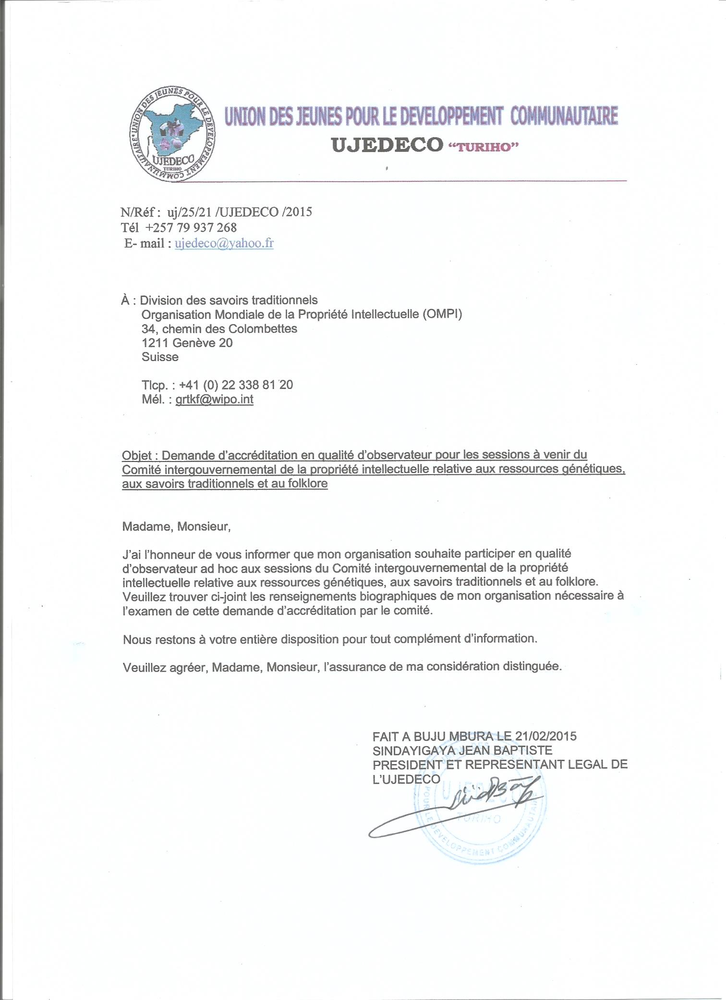 UNION DES JEUNES POUR LE DEVELOPPEMENT COMMUNAUTAIRE
UJEDECO
TURIHO
UNION DES JEUNES POUR LE DEVELOPPEMENT COMMUNAUTAIRE
UJEDECO “TURIHO”
N/Réf : uj/25/21 /UJEDECO /2015
Tél +257 79 937 268
E- mail : ujedeco@yahoo.fr
À : Division des savoirs traditionnels
Organisation Mondiale de la Propriété Intellectuelle (OMPI)
34, chemin des Colombettes
1211 Genève 20
Suisse
Tlcp. : +41 (0) 22 338 81 20
Mél. : grtkf@wipo.int
Objet : Demande d’accréditation en qualité d’observateur pour les sessions à venir du
Comité intergouvernemental de la propriété intellectuelle relative aux ressources génétiques,
aux savoirs traditionnels et au folklore
Madame, Monsieur,
J’ai l’honneur de vous informer que mon organisation souhaite participer en qualité
d’observateur ad hoc aux sessions du Comité intergouvernemental de la propriété
intellectuelle relative aux ressources génétiques, aux savoirs traditionnels et au folklore.
Veuillez trouver ci-joint les renseignements biographiques de mon organisation nécessaire à
l’examen de cette demande d’accréditation par le comité.
Nous restons à votre entière disposition pour tout complément d’information.
Veuillez agréer, Madame, Monsieur, l’assurance de ma considération distinguée.
FAIT A BUJU MBURA LE 21/02/2015
SINDAYIGAYA JEAN BAPTISTE
PRESIDENT ET REPRESENTANT LEGAL DE
L’UJEDECO
UJEDECO
TURIHO
POUR LE DEVELOPPEMENT COMMUNAUTAIRE